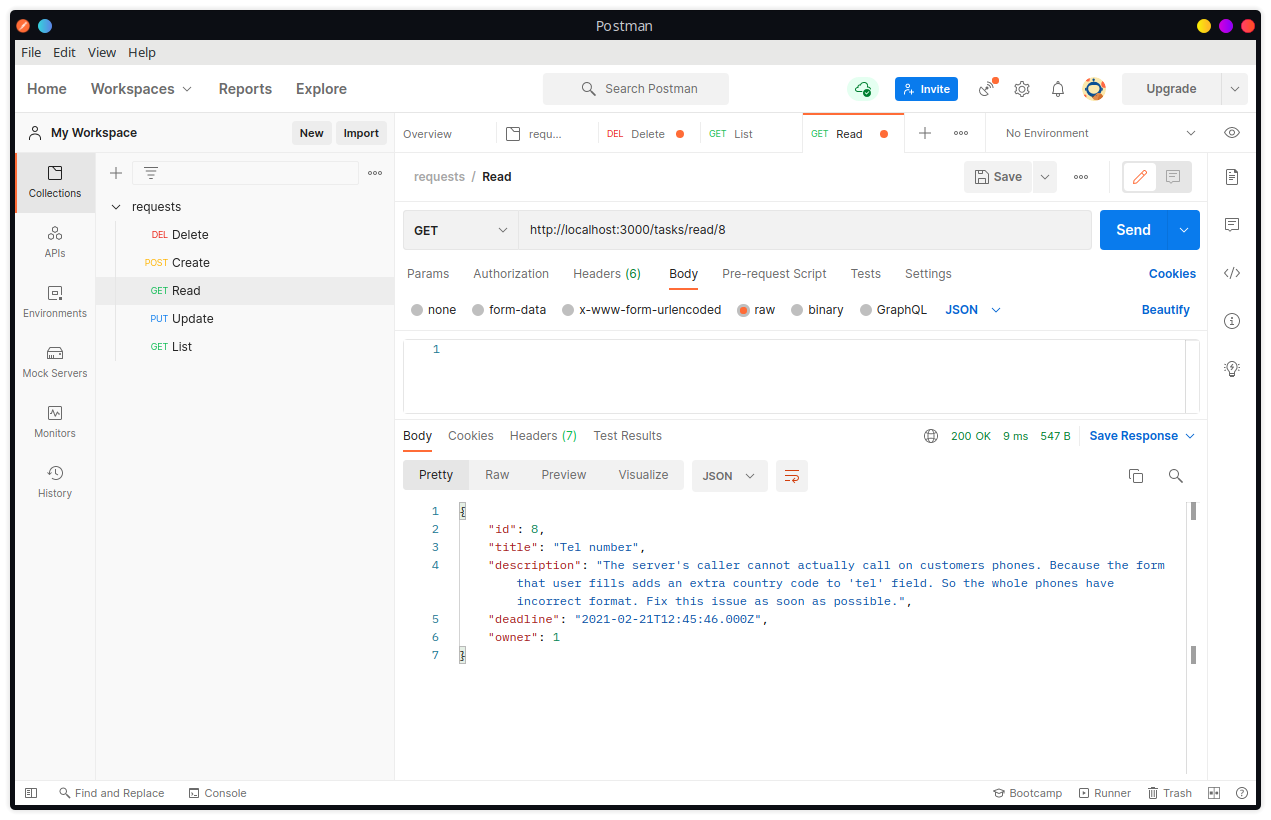 Postman
File Edit View Help
Home Workspaces Reports Explore Search Postman Invite Upgrade
My Workspace New Import
Overview requ... DEL Delete GET List GET Read No Environment
Collections
APIs
Environments
Mock Servers
Monitors
History
requests
DEL Delete
POST Create
GET Read
PUT Update
GET List
requests / Read Save
GET http://localhost:3000/tasks/read/8 Send
Params Authorization Headers (6) Body Pre-request Script Tests Settings Cookies
none form-data x-www-form-urlencoded raw binary GraphQL JSON Beautify
1
Body Cookies Headers (7) Test Results 200 OK 9 ms 547 B Save Response
Pretty Raw Preview Visualize JSON
1 {
2 "id": 8,
3 "title": "Tel number",
4 "description": "The server's caller cannot actually call on customers phones. Because the form
that user fills adds an extra country code to 'tel' field. So the whole phones have
incorrect format. Fix this issue as soon as possible.",
5 "deadline": "2021-02-21T12:45:46.000Z",
6 "owner": 1
7 }
Find and Replace Console Bootcamp Runner Trash